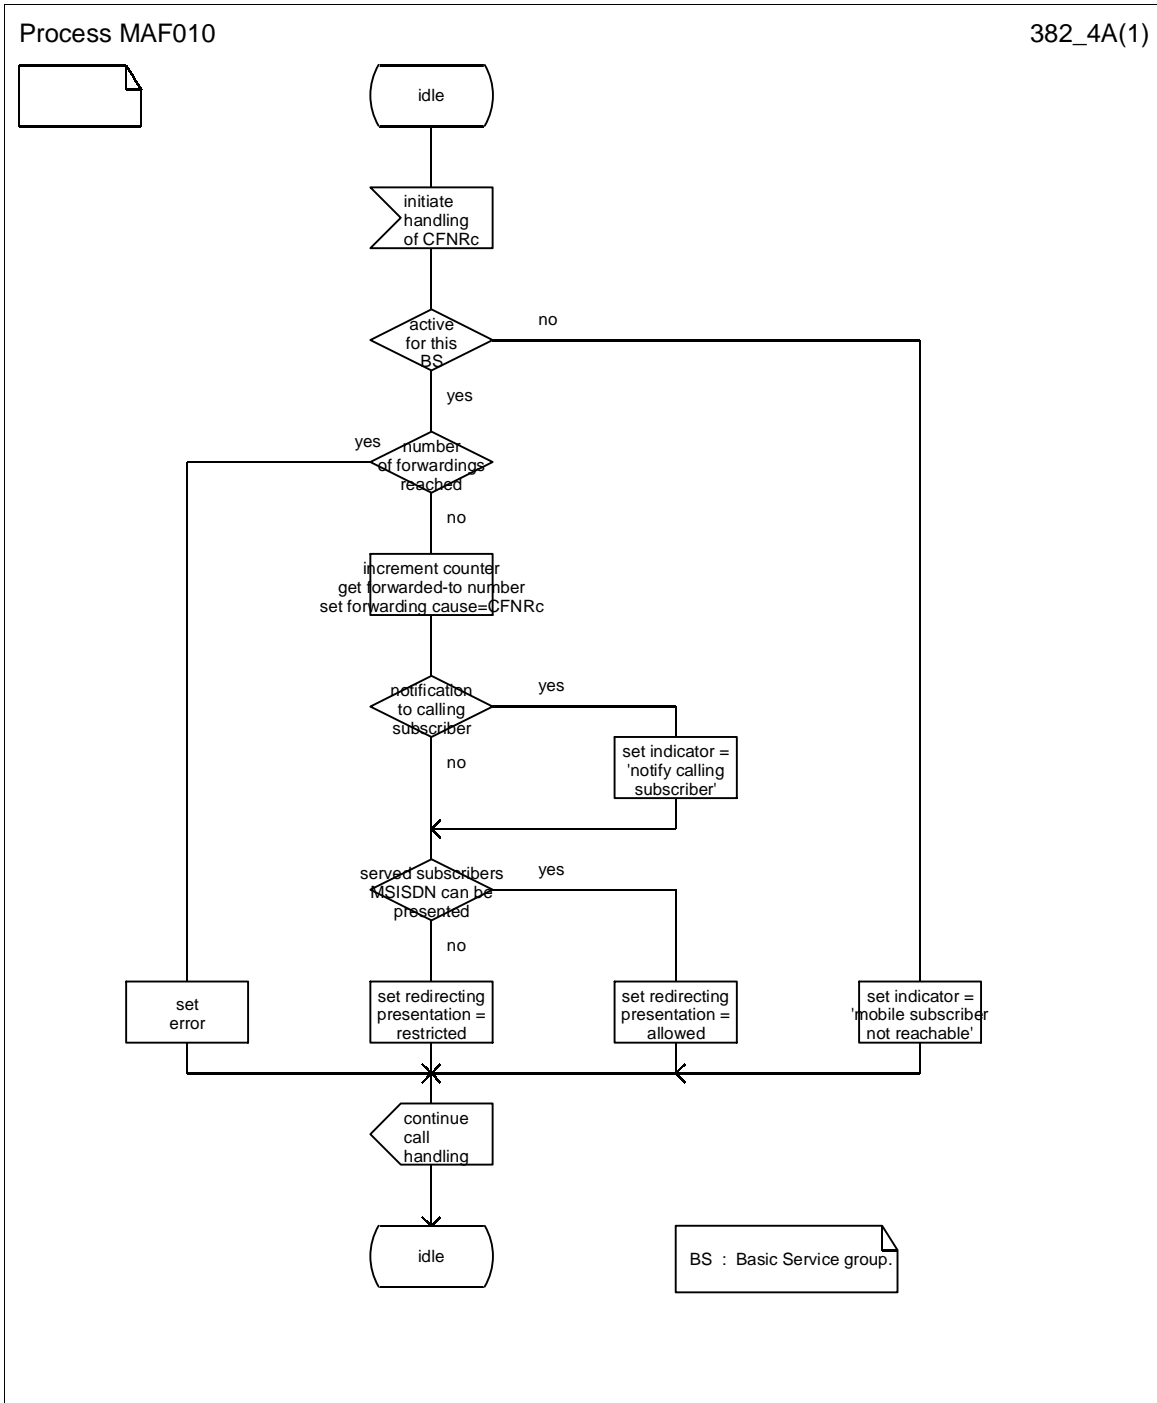 Process MAF010
382_4A(1)
idle
initiate
handling
of CFNRc
active
for this
BS
no
yes
number
of forwardings
reached
yes
no
increment counter
get forwarded-to number
set forwarding cause=CFNRc
notification
to calling
subscriber
yes
no
set indicator =
'notify calling
subscriber'
served subscribers
MSISDN can be
presented
yes
no
set
error
set redirecting
presentation =
restricted
set redirecting
presentation =
allowed
set indicator =
'mobile subscriber
not reachable'
continue
call
handling
idle
BS : Basic Service group.